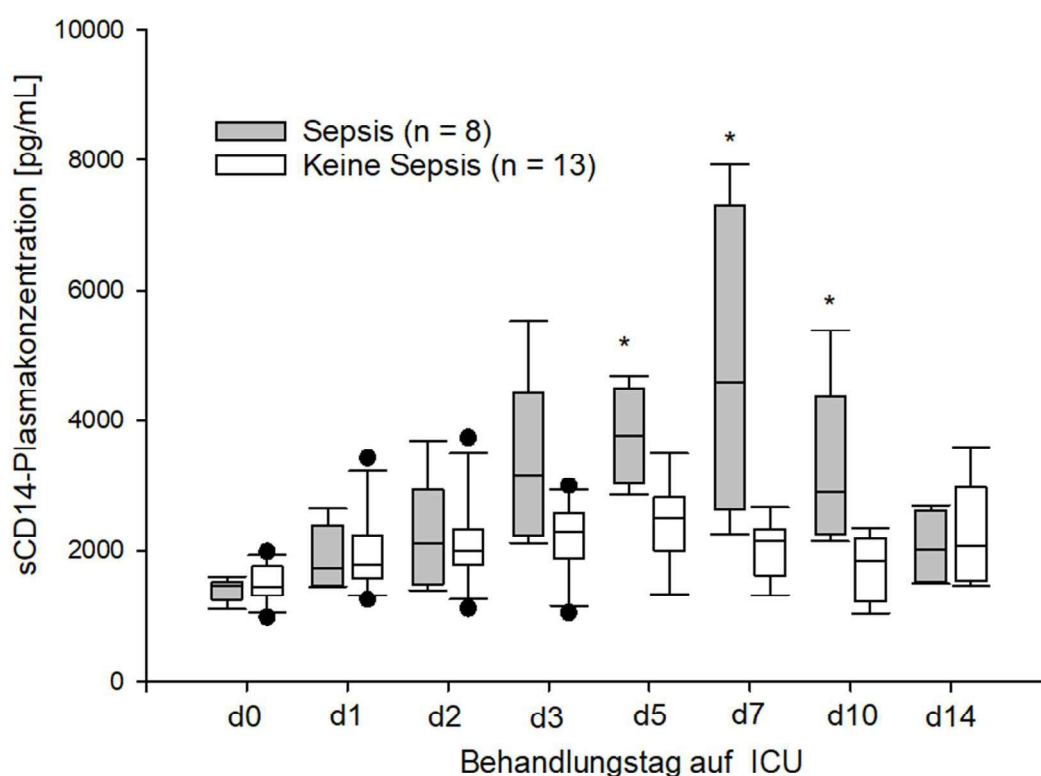 sCD14-Plasmakonzentration [pg/mL]
10000
8000
6000
4000
2000
0
Sepsis (n = 8)
Keine Sepsis (n = 13)
*
*
*
d0 d1 d2 d3 d5 d7 d10 d14
Behandlungstag auf ICU